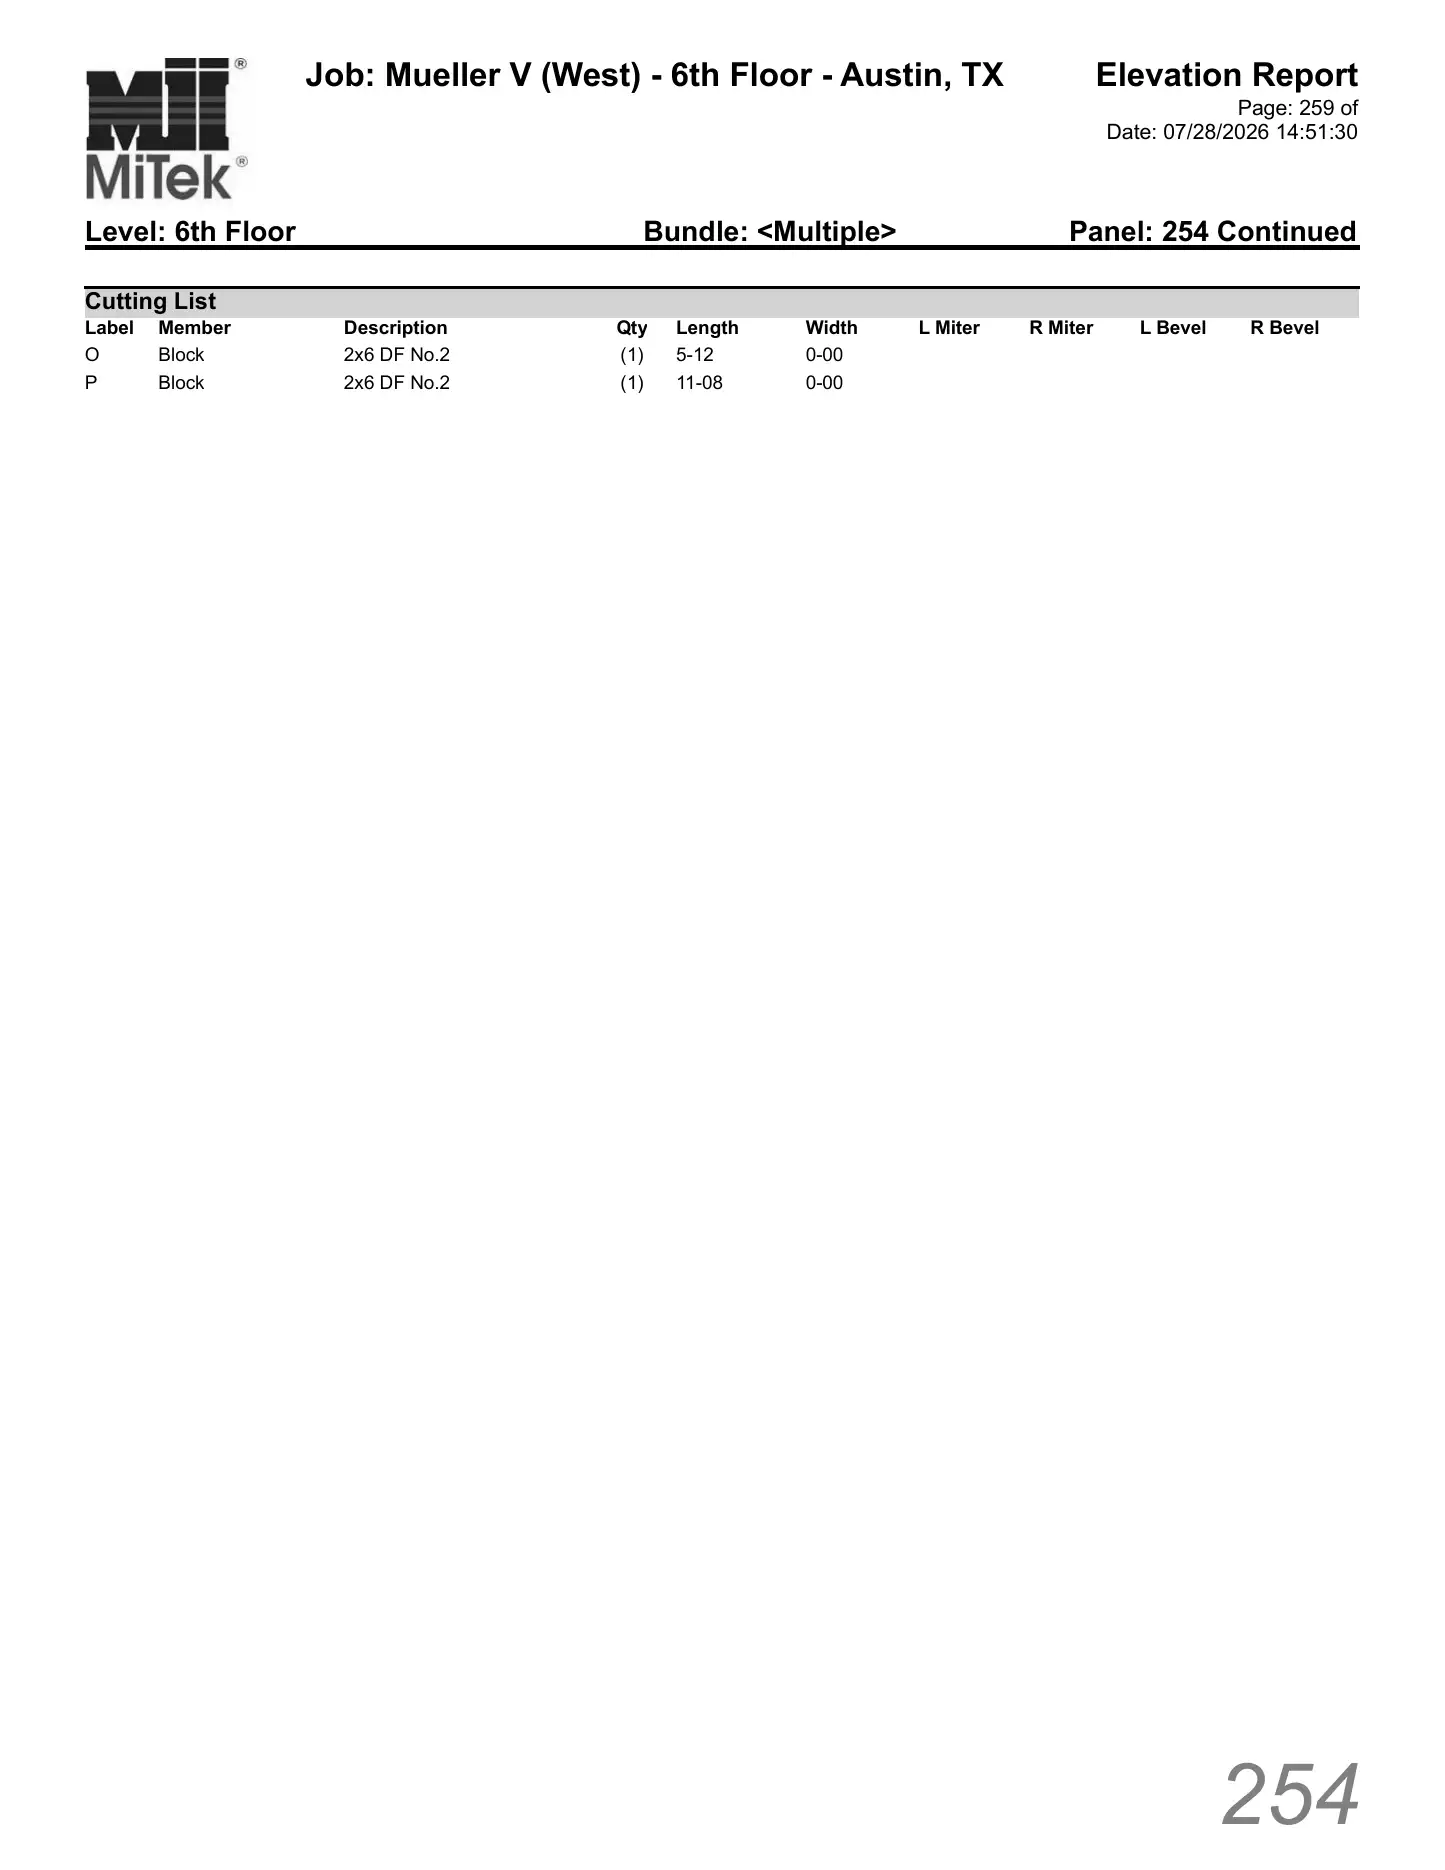 MiTek®
Job: Mueller V (West) - 6th Floor - Austin, TX
Elevation Report
Page: 259 of
Date: 07/28/2026 14:51:30
Level: 6th Floor Bundle: <Multiple> Panel: 254 Continued
Cutting List
Label Member Description Qty Length Width L Miter R Miter L Bevel R Bevel
O Block 2x6 DF No.2 (1) 5-12 0-00
P Block 2x6 DF No.2 (1) 11-08 0-00
254